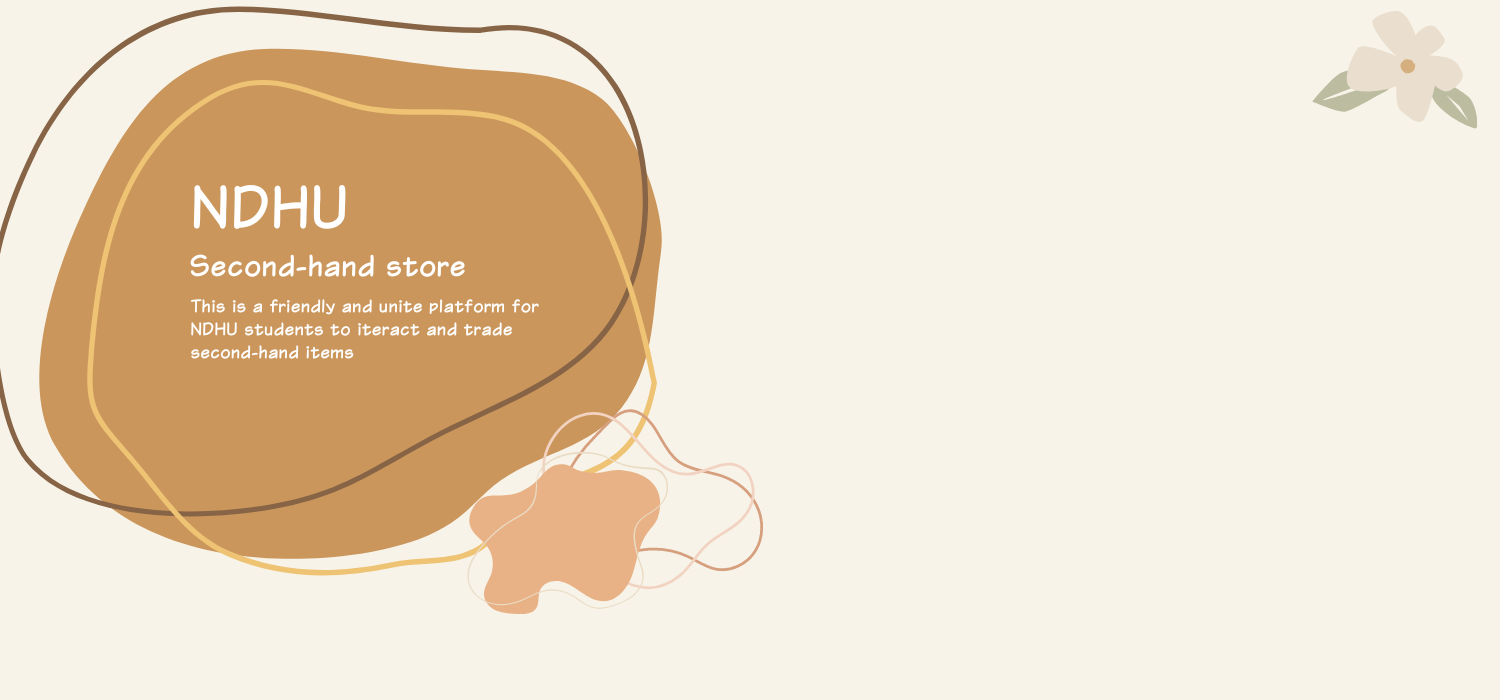 NDHU
Second-hand store
This is a friendly and unite platform for
NDHU students to iteract and trade
second-hand items